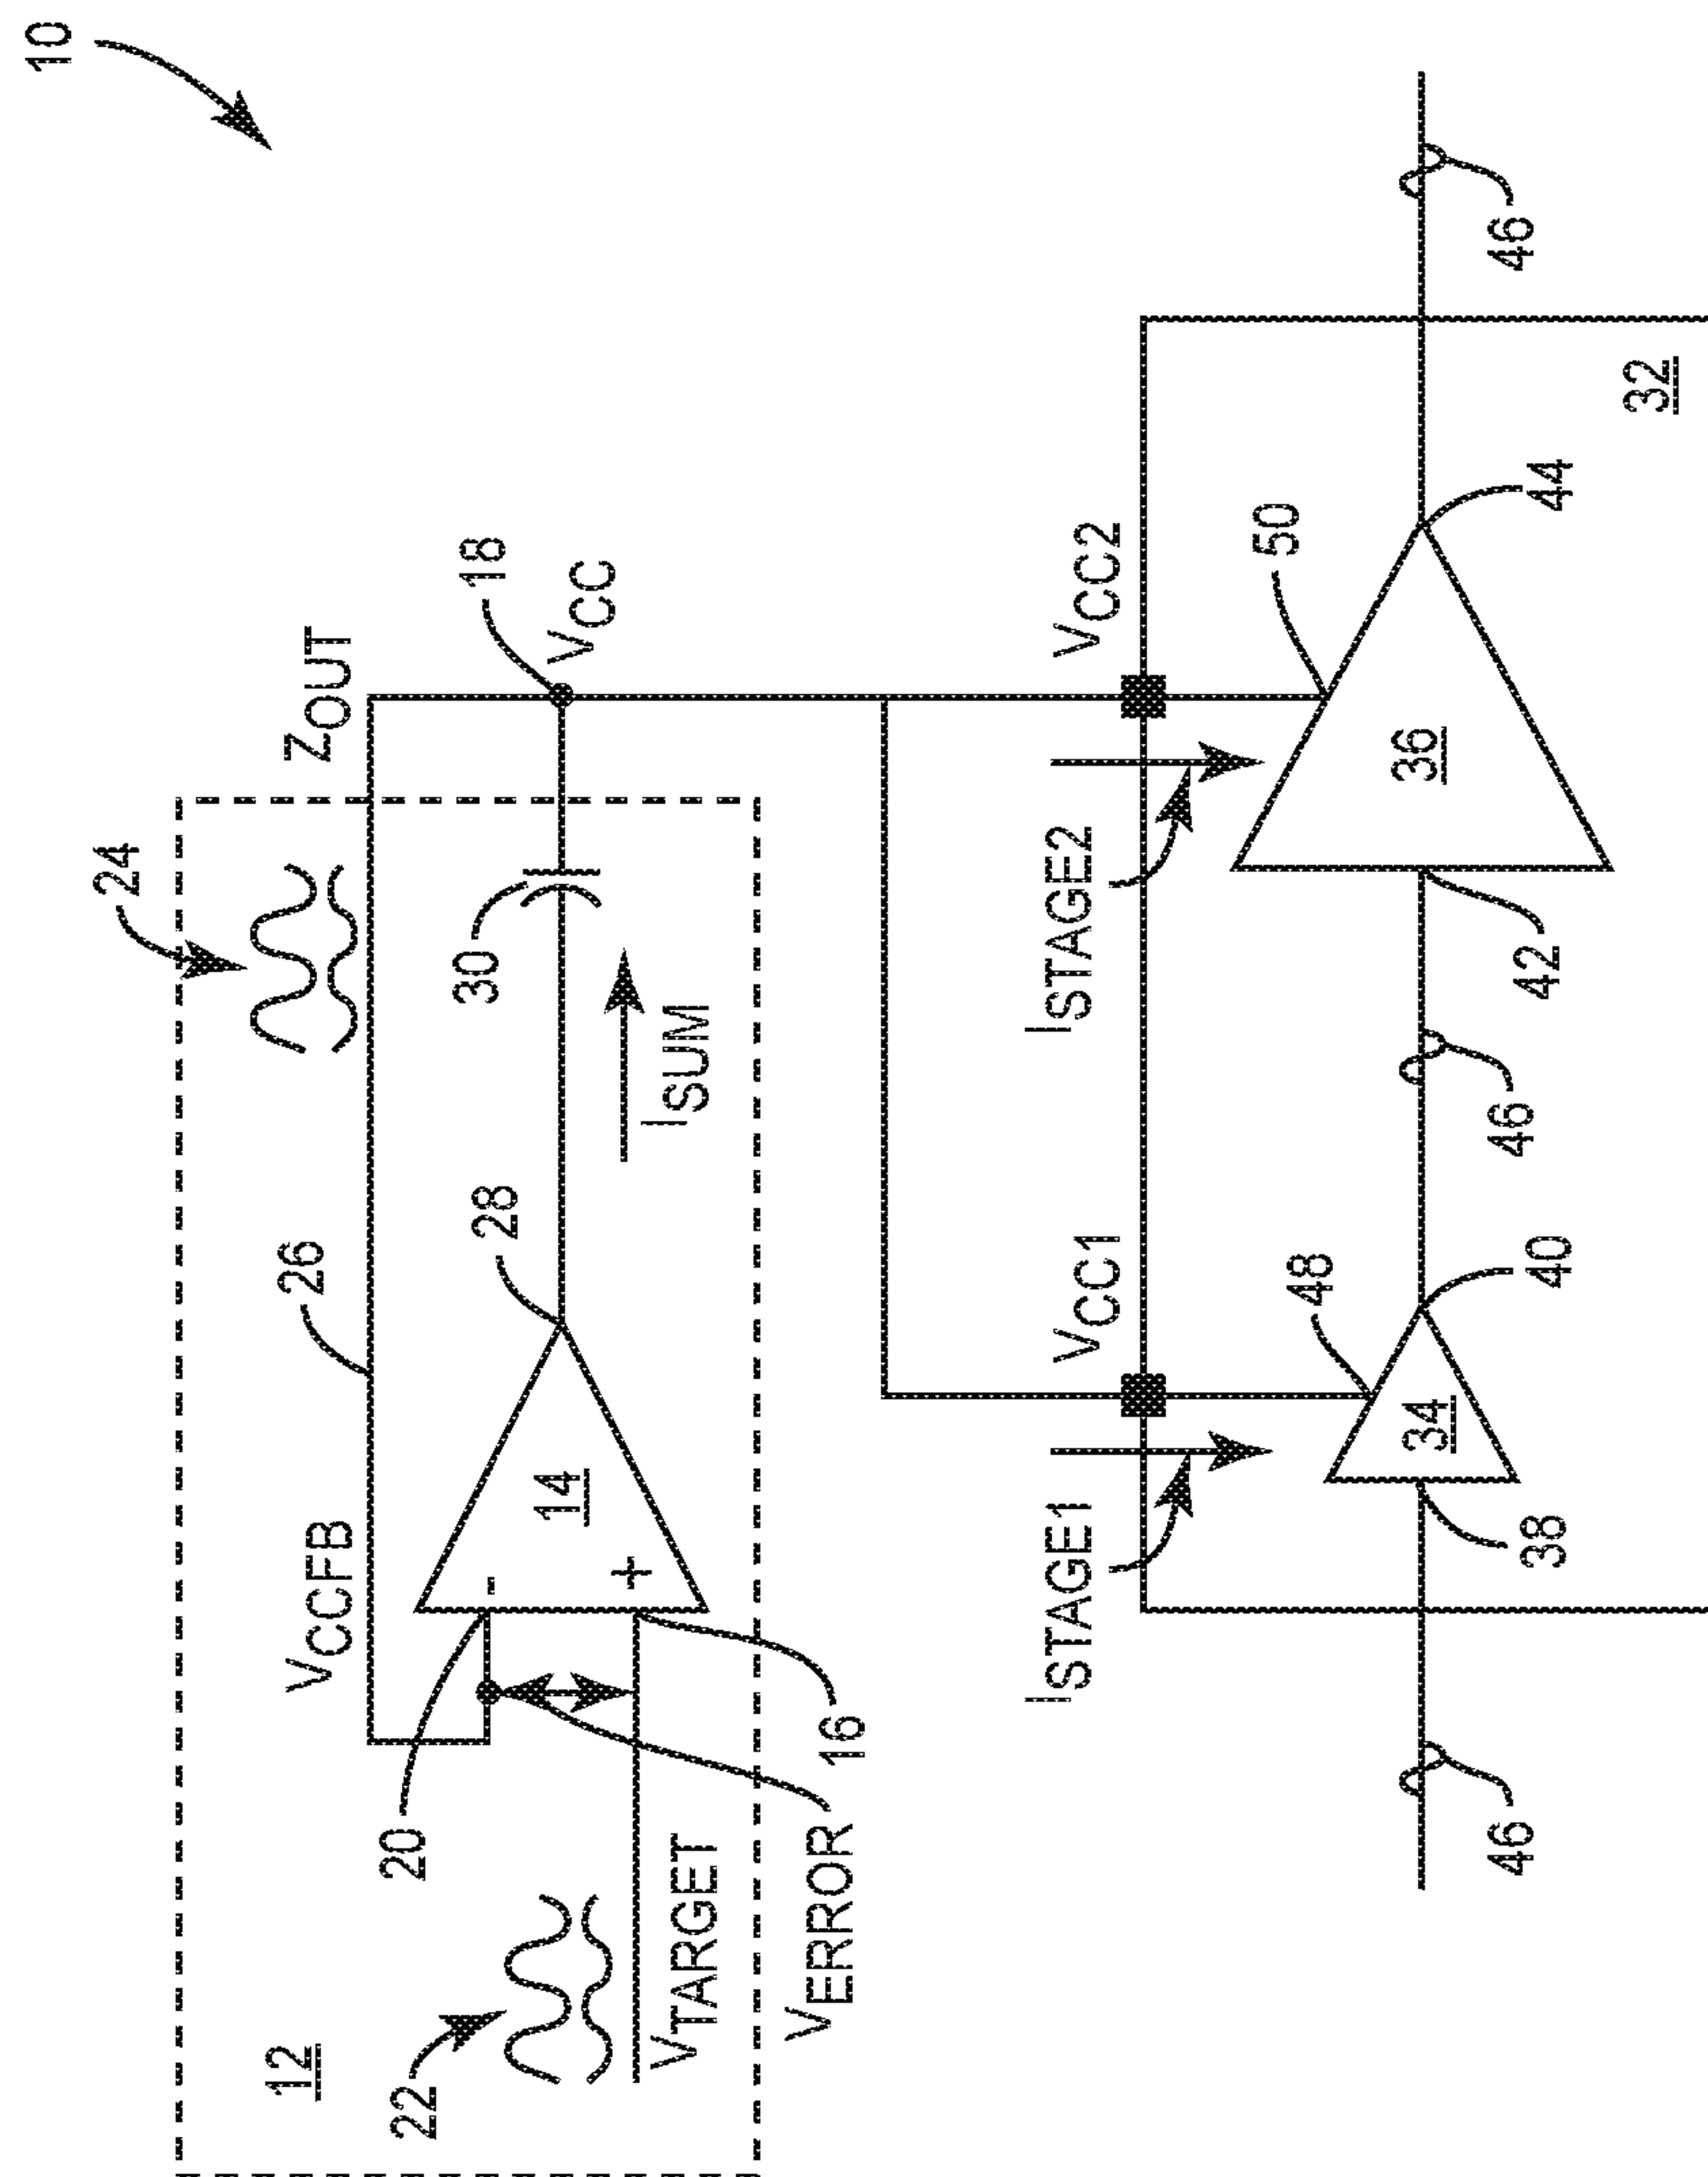 10
24
ZOUT
26
VCCFB
18
VCC
28
30
14
-
+
20
ISUM
12
22
VTARGET
16
VERROR
VCC1
VCC2
ISTAGE1
ISTAGE2
48
50
34
36
32
38
40
42
44
46
46
46